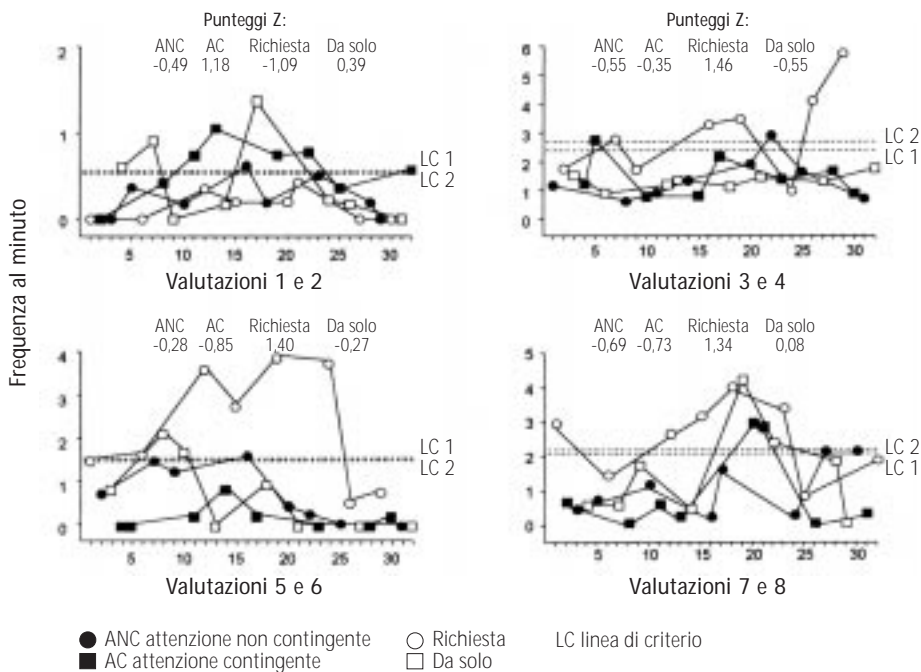 Punteggi Z:
ANC AC Richiesta Da solo
-0,49 1,18 -1,09 0,39
2
1
0
LC 1
LC 2
5 10 15 20 25 30
Valutazioni 1 e 2
Punteggi Z:
ANC AC Richiesta Da solo
-0,55 -0,35 1,46 -0,55
6
5
4
3
2
1
0
LC 2
LC 1
5 10 15 20 25 30
Valutazioni 3 e 4
Frequenza al minuto
ANC AC Richiesta Da solo
-0,28 -0,85 1,40 -0,27
4
3
2
1
0
LC 1
LC 2
5 10 15 20 25 30
Valutazioni 5 e 6
ANC AC Richiesta Da solo
-0,69 -0,73 1,34 0,08
5
4
3
2
1
0
LC 2
LC 1
5 10 15 20 25 30
Valutazioni 7 e 8
ANC attenzione non contingente Richiesta LC linea di criterio
AC attenzione contingente Da solo